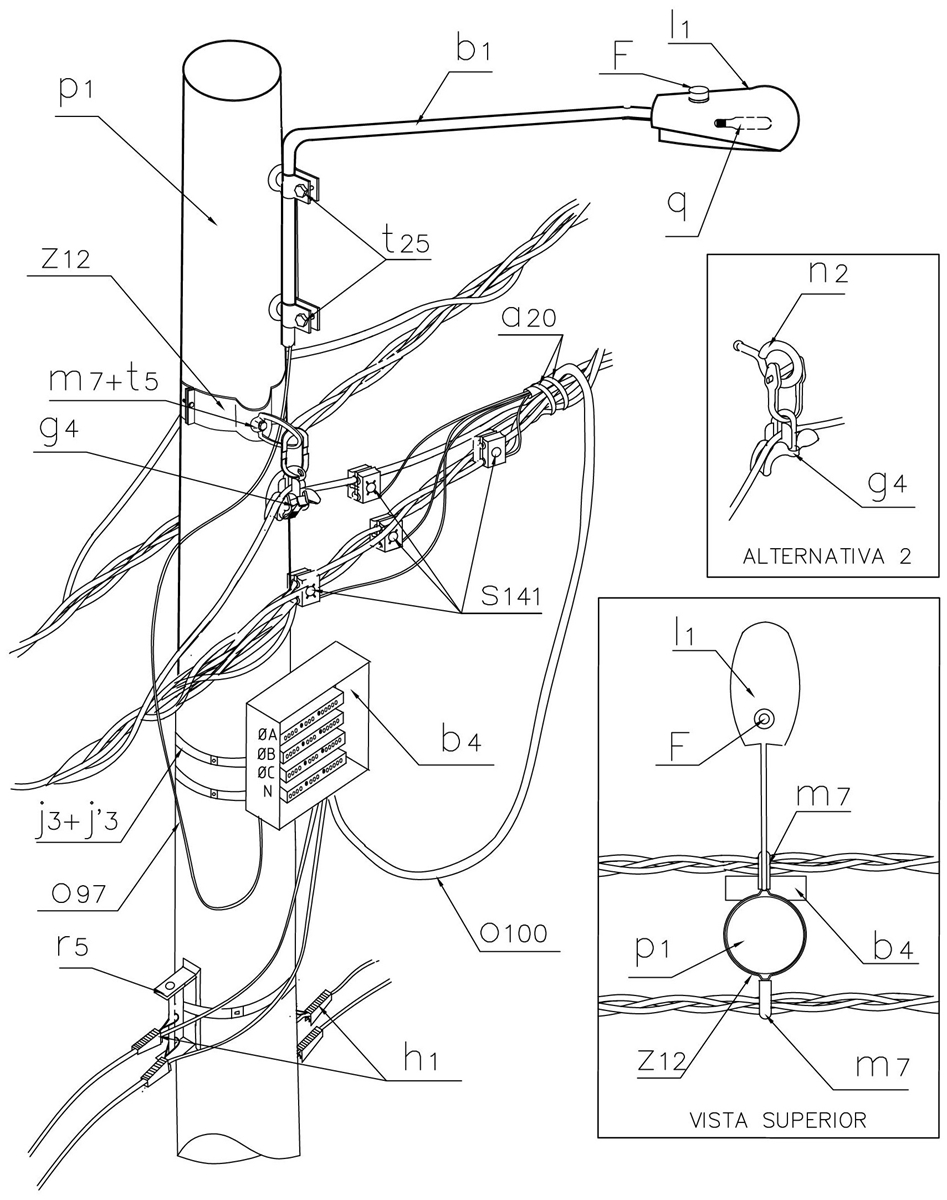 l1
b1
F
p1
q
t25
z12
n2
a20
m7+t5
g4
g4
ALTERNATIVA 2
S141
l1
ØA
ØB
ØC
N
b4
F
m7
j3+j'3
O97
O100
p1
b4
r5
z12
m7
h1
VISTA SUPERIOR